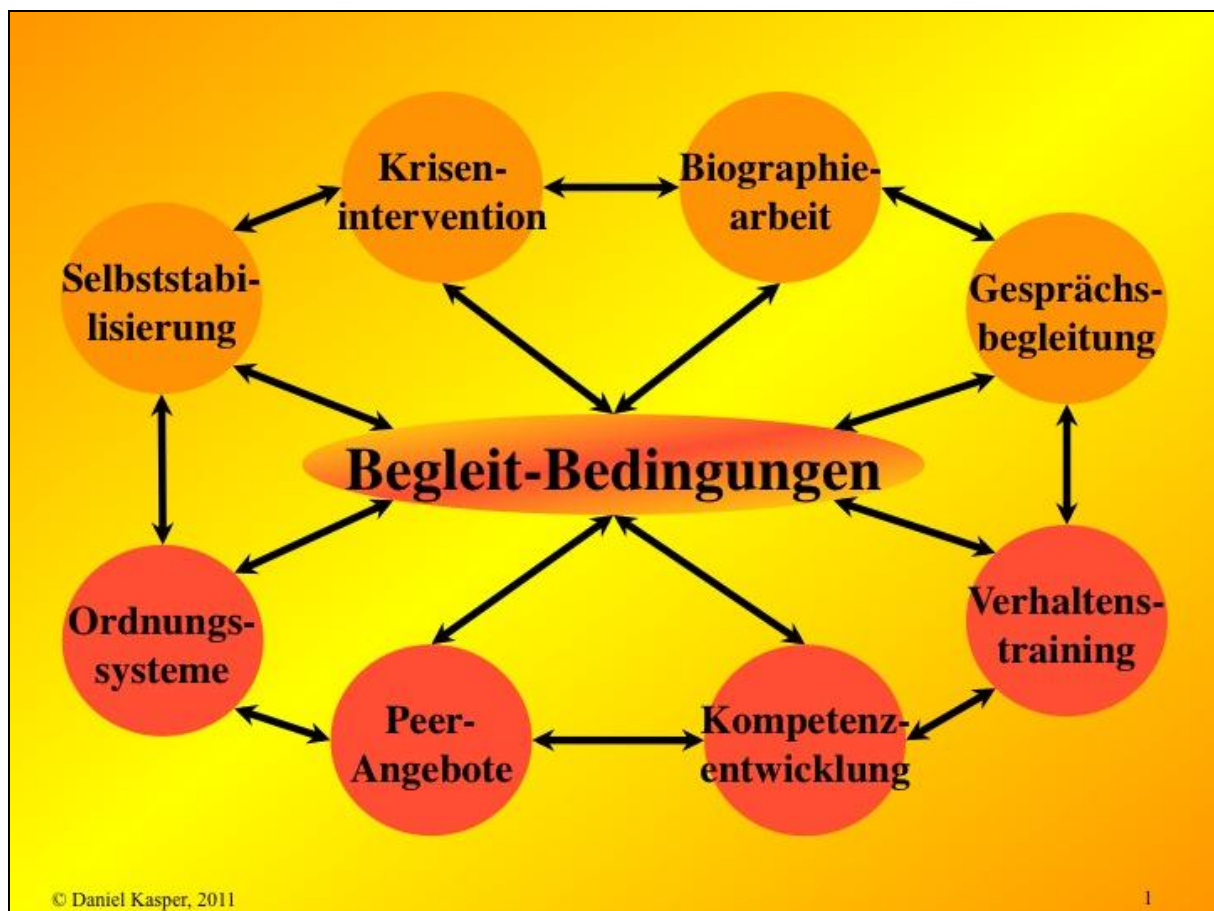 Krisen-
intervention
Biographie-
arbeit
Selbststabi-
lisierung
Gesprächs-
begleitung
Begleit-Bedingungen
Ordnungs-
systeme
Verhaltens-
training
Peer-
Angebote
Kompetenz-
entwicklung
© Daniel Kasper, 2011
1